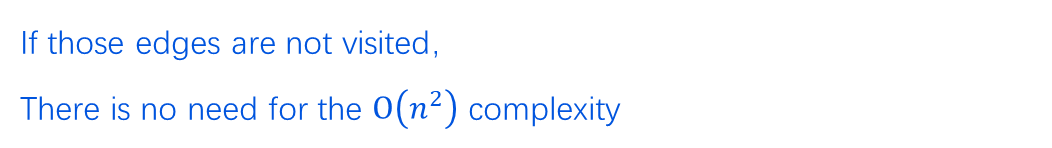 If those edges are not visited,
There is no need for the O(n²) complexity